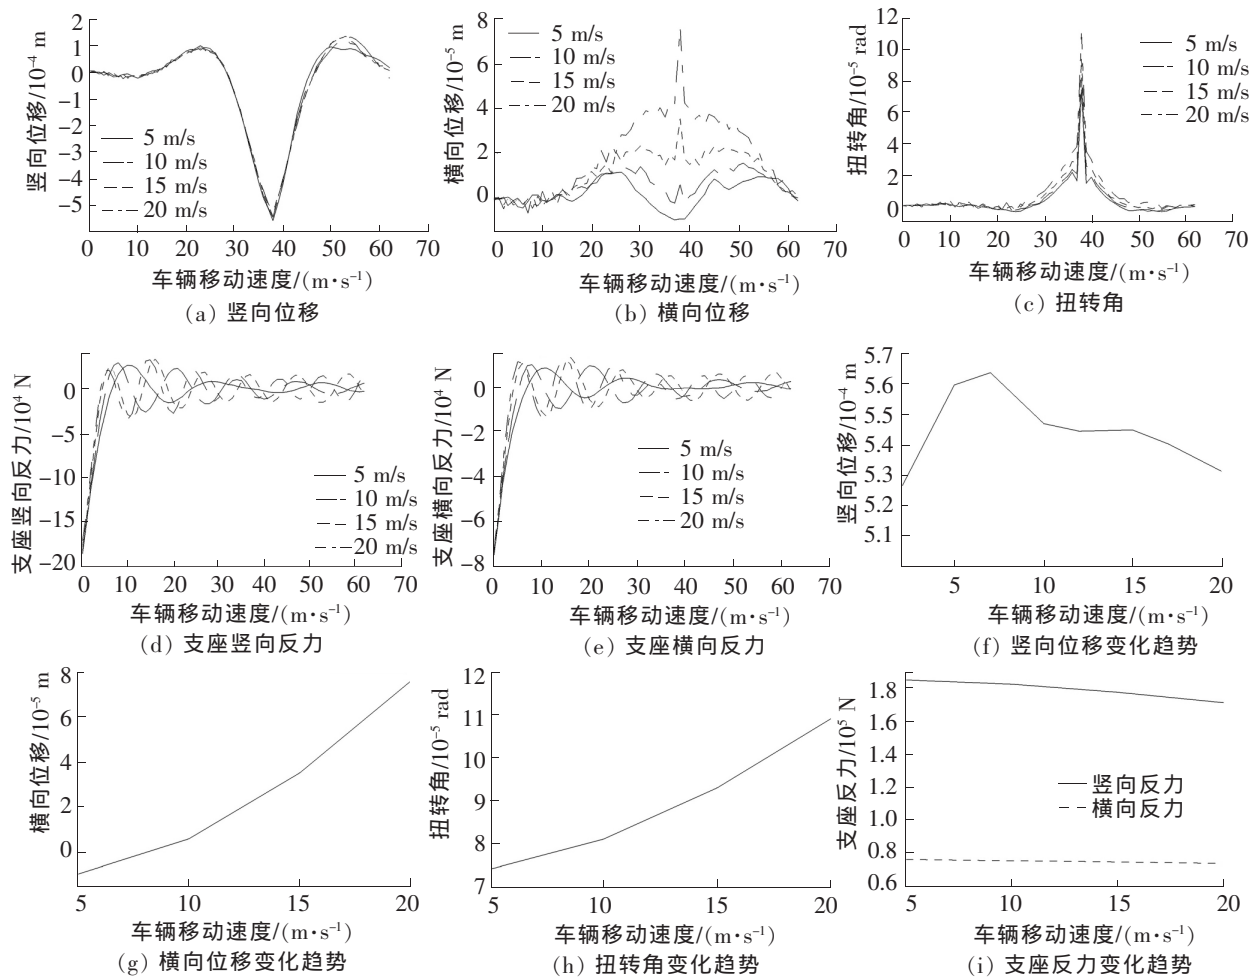 竖向位移/10⁻⁴ m
2
1
0
−1
−2
−3
−4
−5
5 m/s
10 m/s
15 m/s
20 m/s
0 10 20 30 40 50 60 70
车辆移动速度/(m·s⁻¹)
(a) 竖向位移
横向位移/10⁻⁵ m
8
6
4
2
0
5 m/s
10 m/s
15 m/s
20 m/s
0 10 20 30 40 50 60 70
车辆移动速度/(m·s⁻¹)
(b) 横向位移
扭转角/10⁻⁵ rad
12
10
8
6
4
2
0
5 m/s
10 m/s
15 m/s
20 m/s
0 10 20 30 40 50 60 70
车辆移动速度/(m·s⁻¹)
(c) 扭转角
支座竖向反力/10⁴ N
0
−5
−10
−15
−20
5 m/s
10 m/s
15 m/s
20 m/s
0 10 20 30 40 50 60 70
车辆移动速度/(m·s⁻¹)
(d) 支座竖向反力
支座横向反力/10⁴ N
0
−2
−4
−6
−8
5 m/s
10 m/s
15 m/s
20 m/s
0 10 20 30 40 50 60 70
车辆移动速度/(m·s⁻¹)
(e) 支座横向反力
竖向位移/10⁻⁴ m
5.7
5.6
5.5
5.4
5.3
5.2
5.1
5 10 15 20
车辆移动速度/(m·s⁻¹)
(f) 竖向位移变化趋势
横向位移/10⁻⁵ m
8
6
4
2
0
5 10 15 20
车辆移动速度/(m·s⁻¹)
(g) 横向位移变化趋势
扭转角/10⁻⁵ rad
12
11
10
9
8
7
5 10 15 20
车辆移动速度/(m·s⁻¹)
(h) 扭转角变化趋势
支座反力/10⁵ N
1.8
1.6
1.4
1.2
1.0
0.8
0.6
竖向反力
横向反力
5 10 15 20
车辆移动速度/(m·s⁻¹)
(i) 支座反力变化趋势